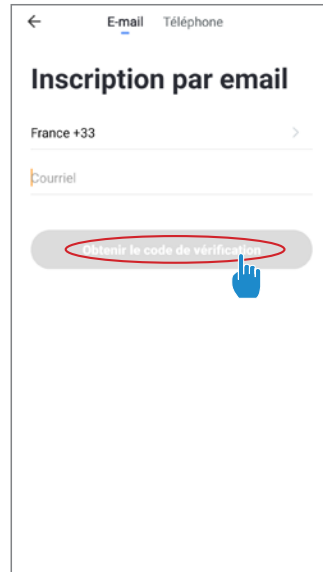 E-mail Téléphone
Inscription par email
France +33
Courriel
Obtenir le code de vérification